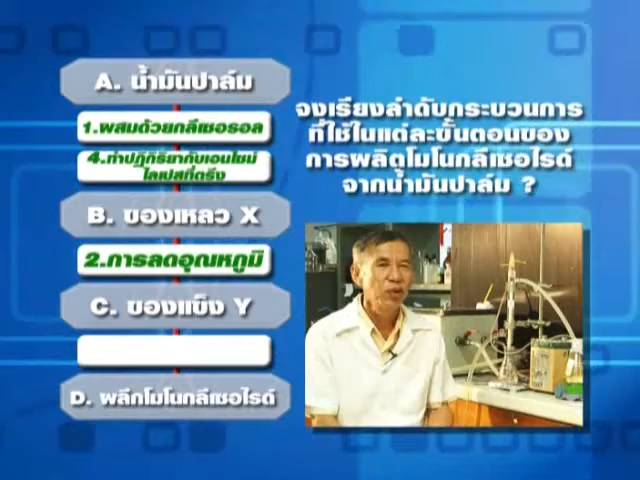 A. น้ำมันปาล์ม
1.ผสมด้วยกลีเซอรอล
4.ทำปฏิกิริยากับเอนไซม์
ไลเปสที่ตรึง
B. ของเหลว X
2.การลดอุณหภูมิ
C. ของแข็ง Y
D. ผลึกโมโนกลีเซอไรด์
จงเรียงลำดับกระบวนการ
ที่ใช้ในแต่ละขั้นตอนของ
การผลิตโมโนกลีเซอไรด์
จากน้ำมันปาล์ม ?